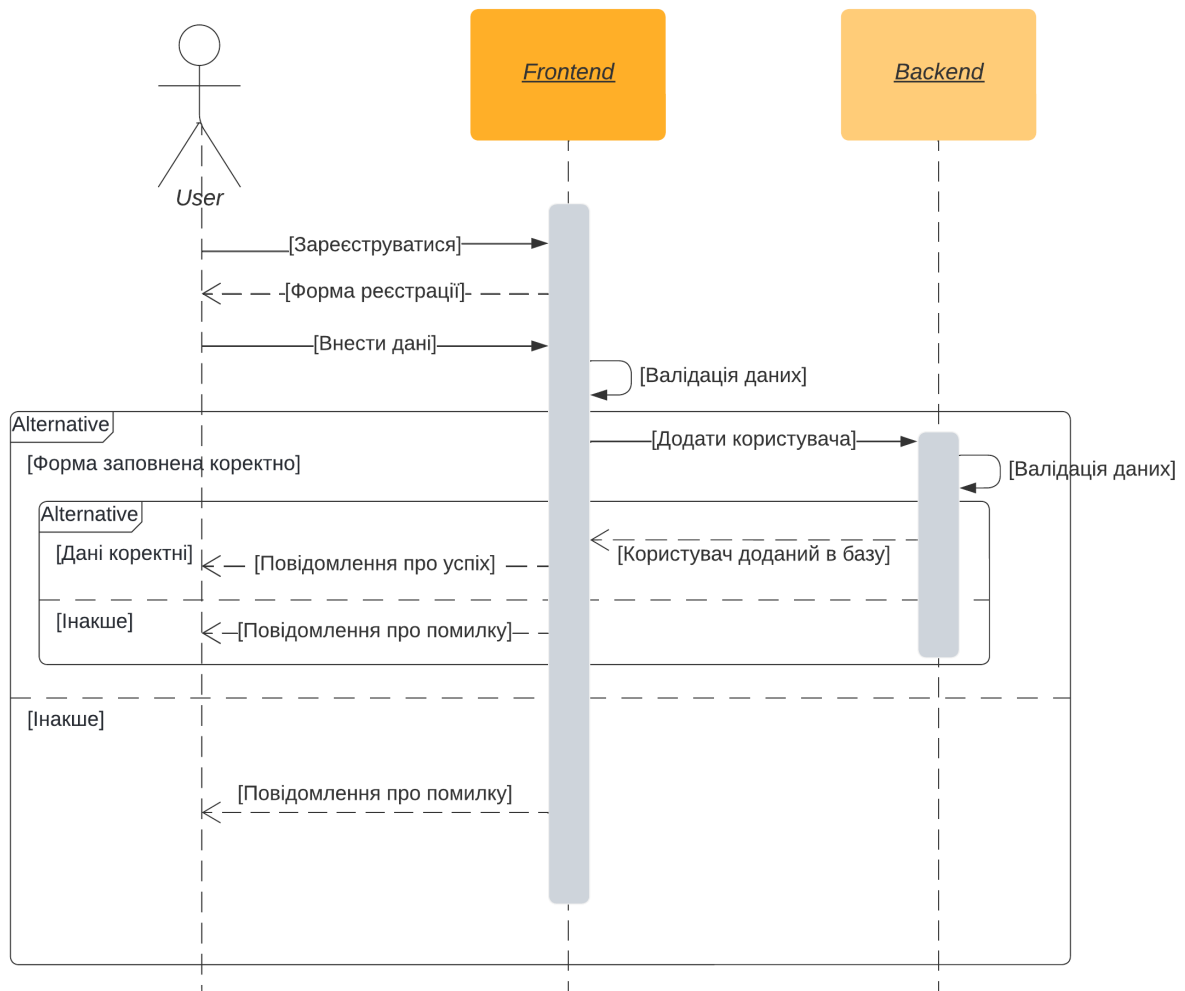 Frontend
Backend
User
[Зареєструватися]
[Форма реєстрації]
[Внести дані]
[Валідація даних]
Alternative
[Додати користувача]
[Форма заповнена коректно]
[Валідація даних]
Alternative
[Дані коректні]
[Користувач доданий в базу]
[Повідомлення про успіх]
[Інакше]
[Повідомлення про помилку]
[Інакше]
[Повідомлення про помилку]